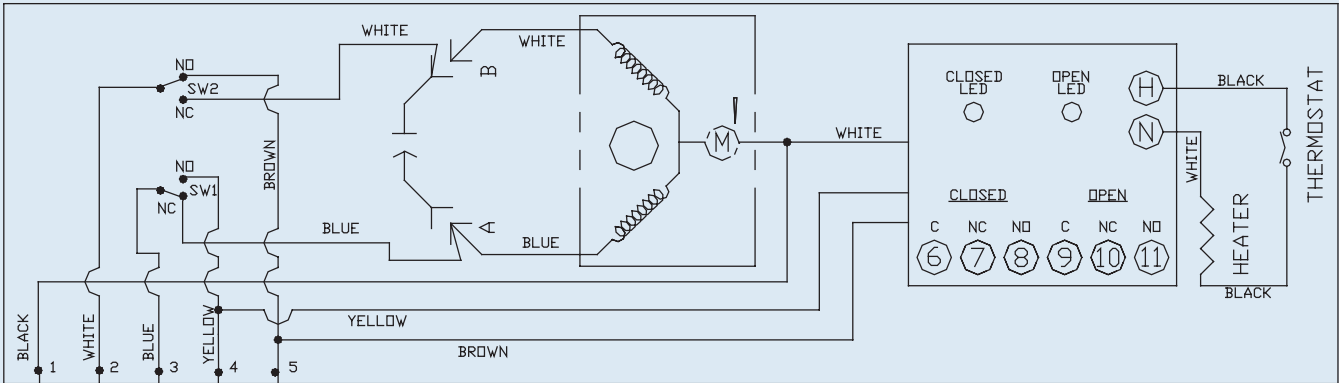 WHITE
WHITE
B
NO
SW2
NC
BROWN
NO
SW1
NC
BLUE
A
BLUE
M
WHITE
CLOSED
LED
OPEN
LED
H
N
BLACK
WHITE
THERMOSTAT
HEATER
BLACK
CLOSED
OPEN
C NC NO C NC NO
6 7 8 9 10 11
YELLOW
BROWN
BLACK
1
WHITE
2
BLUE
3
YELLOW
4
5